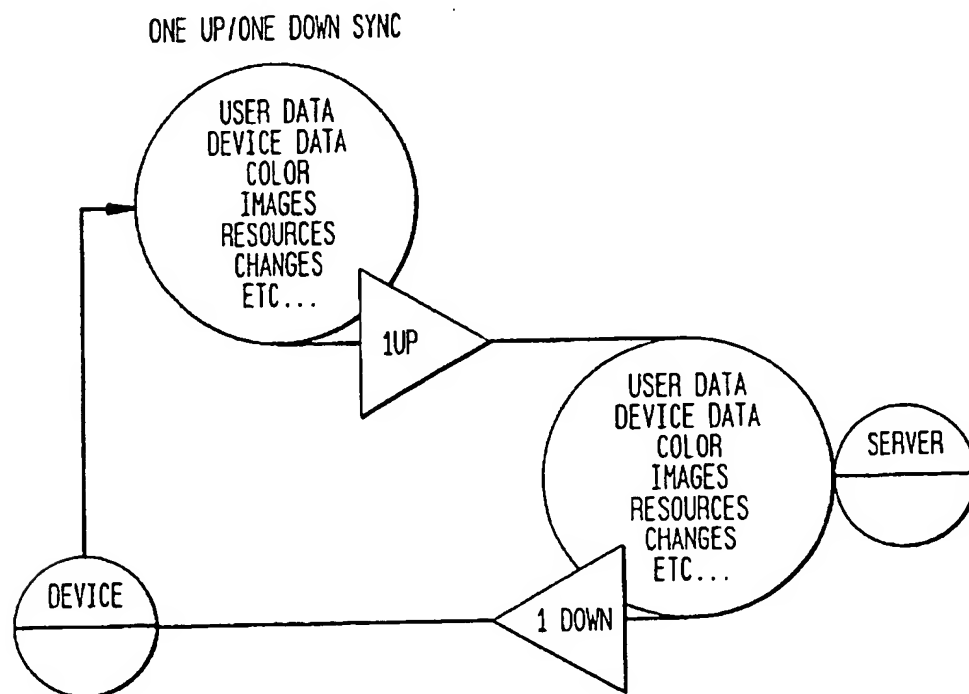 ONE UP/ONE DOWN SYNC
USER DATA
DEVICE DATA
COLOR
IMAGES
RESOURCES
CHANGES
ETC...
1UP
USER DATA
DEVICE DATA
COLOR
IMAGES
RESOURCES
CHANGES
ETC...
SERVER
DEVICE
1 DOWN